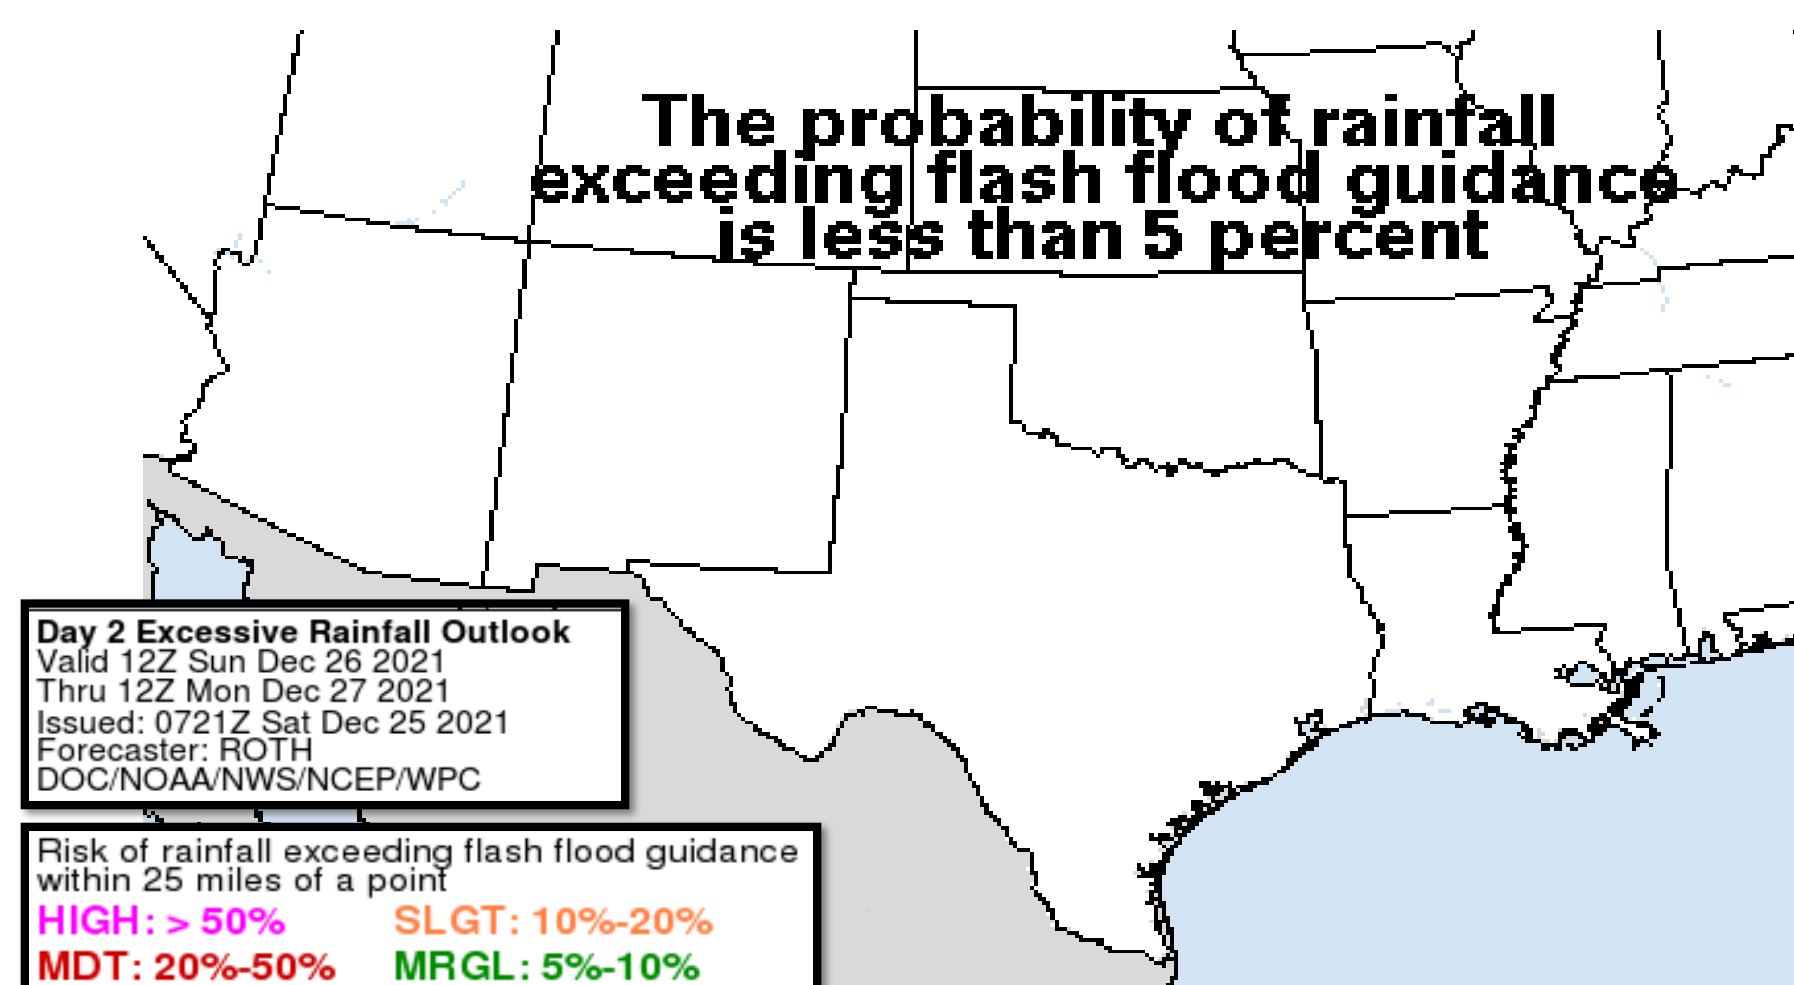 The probability of rainfall
exceeding flash flood guidance
is less than 5 percent
Day 2 Excessive Rainfall Outlook
Valid 12Z Sun Dec 26 2021
Thru 12Z Mon Dec 27 2021
Issued: 0721Z Sat Dec 25 2021
Forecaster: ROTH
DOC/NOAA/NWS/NCEP/WPC
Risk of rainfall exceeding flash flood guidance
within 25 miles of a point
HIGH: > 50% SLGT: 10%-20%
MDT: 20%-50% MRGL: 5%-10%